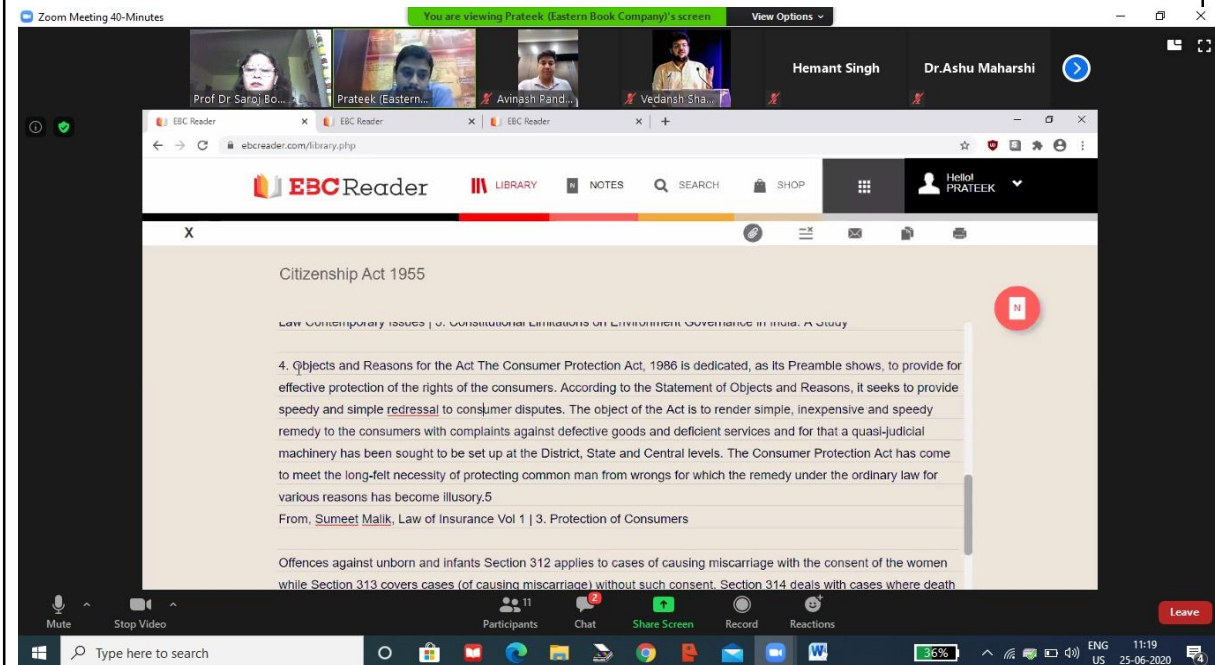 Zoom Meeting 40-Minutes
You are viewing Prateek (Eastern Book Company)'s screen
View Options
Prof Dr Saroj Bo...
Prateek (Eastern...
Avinash Pand...
Vedansh Sha...
Hemant Singh
Dr.Ashu Maharshi
EBC Reader
EBC Reader
EBC Reader
ebcreader.com/library.php
EBC Reader
LIBRARY
N NOTES
SEARCH
SHOP
Hello!
PRATEEK
X
Citizenship Act 1955
N
Law Contemporary Issues | 5. Constitutional Limitations on Environment Governance in India: A Study
4. Objects and Reasons for the Act The Consumer Protection Act, 1986 is dedicated, as its Preamble shows, to provide for
effective protection of the rights of the consumers. According to the Statement of Objects and Reasons, it seeks to provide
speedy and simple redressal to consumer disputes. The object of the Act is to render simple, inexpensive and speedy
remedy to the consumers with complaints against defective goods and deficient services and for that a quasi-judicial
machinery has been sought to be set up at the District, State and Central levels. The Consumer Protection Act has come
to meet the long-felt necessity of protecting common man from wrongs for which the remedy under the ordinary law for
various reasons has become illusory.5
From, Sumeet Malik, Law of Insurance Vol 1 | 3. Protection of Consumers
Offences against unborn and infants Section 312 applies to cases of causing miscarriage with the consent of the women
while Section 313 covers cases (of causing miscarriage) without such consent. Section 314 deals with cases where death
Mute
Stop Video
11
Participants
2
Chat
Share Screen
Record
Reactions
Leave
Type here to search
36%
ENG
US
11:19
25-06-2020
4